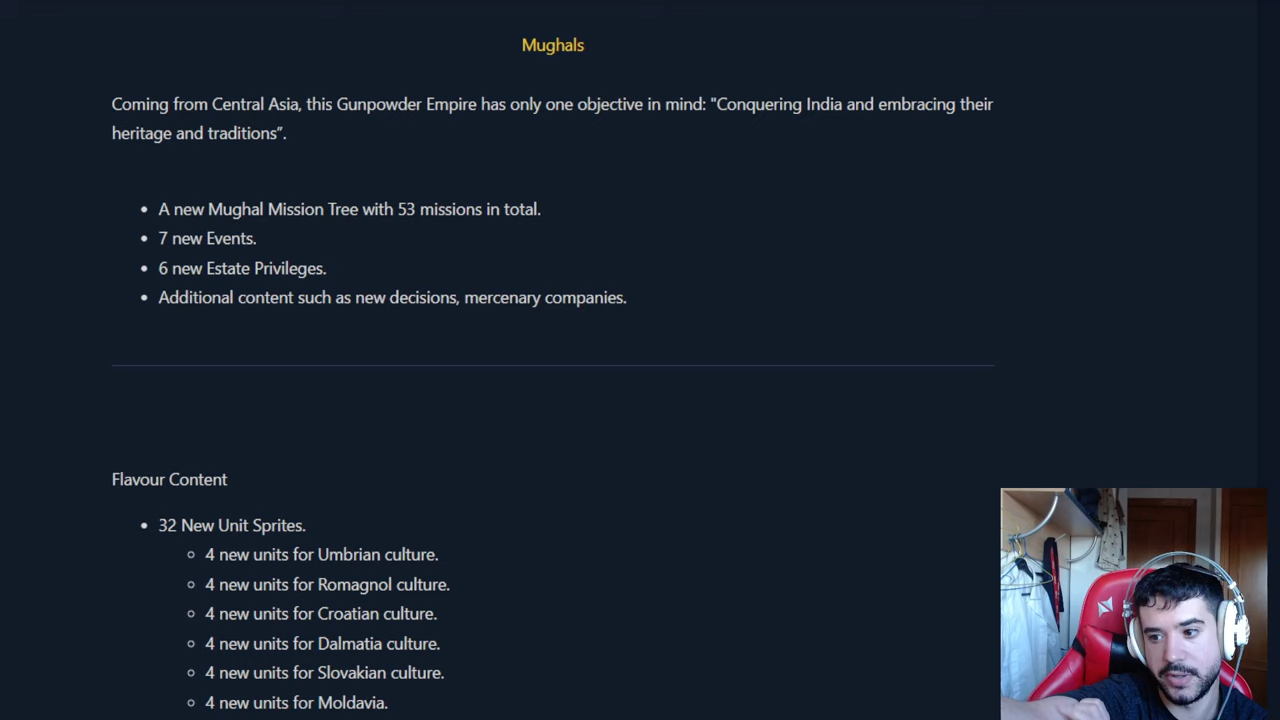 Mughals
Coming from Central Asia, this Gunpowder Empire has only one objective in mind: "Conquering India and embracing their
heritage and traditions”.
• A new Mughal Mission Tree with 53 missions in total.
• 7 new Events.
• 6 new Estate Privileges.
• Additional content such as new decisions, mercenary companies.
Flavour Content
• 32 New Unit Sprites.
○ 4 new units for Umbrian culture.
○ 4 new units for Romagnol culture.
○ 4 new units for Croatian culture.
○ 4 new units for Dalmatia culture.
○ 4 new units for Slovakian culture.
○ 4 new units for Moldavia.